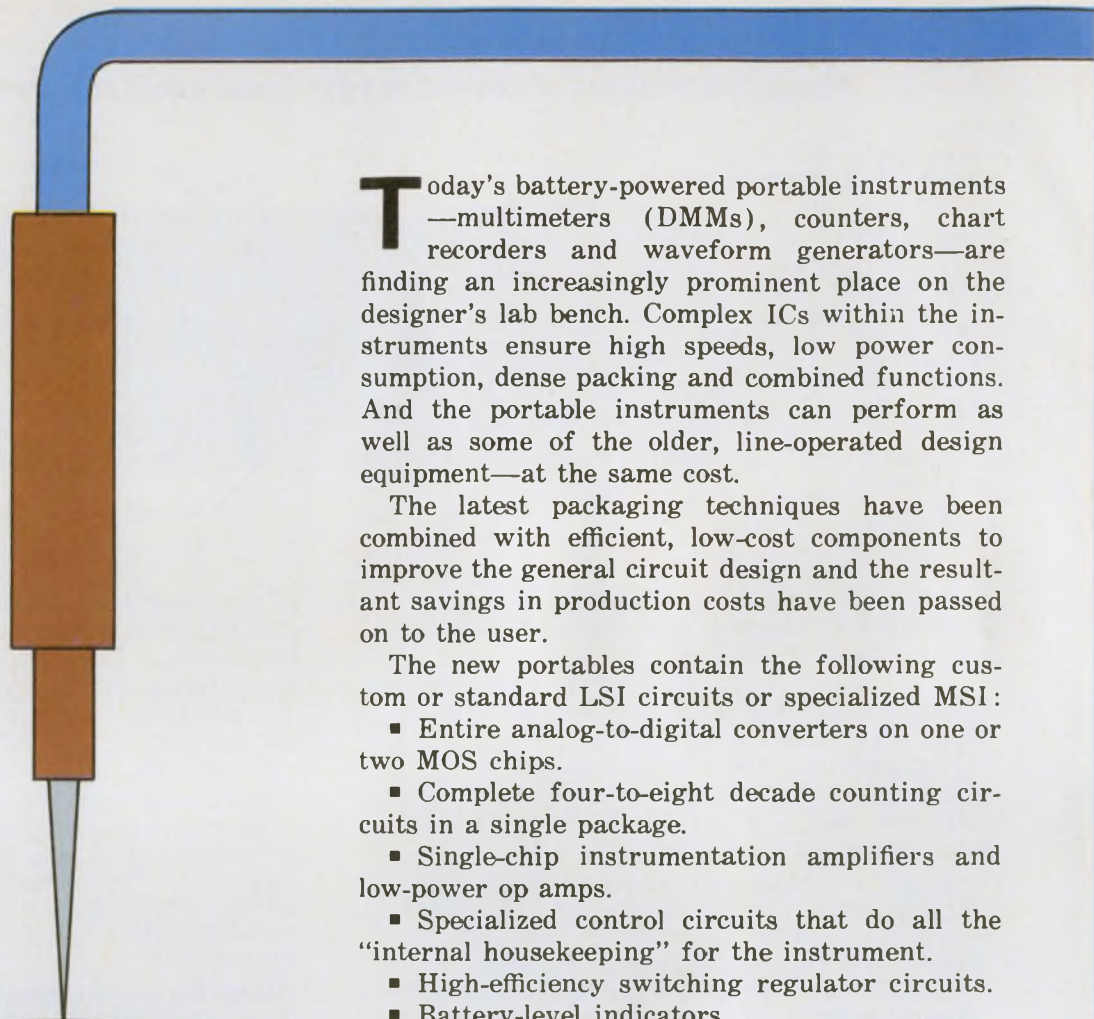 Today's battery-powered portable instruments
—multimeters (DMMs), counters, chart
recorders and waveform generators—are
finding an increasingly prominent place on the
designer's lab bench. Complex ICs within the in-
struments ensure high speeds, low power con-
sumption, dense packing and combined functions.
And the portable instruments can perform as
well as some of the older, line-operated design
equipment—at the same cost.
The latest packaging techniques have been
combined with efficient, low-cost components to
improve the general circuit design and the result-
ant savings in production costs have been passed
on to the user.
The new portables contain the following cus-
tom or standard LSI circuits or specialized MSI:
▪ Entire analog-to-digital converters on one or
two MOS chips.
▪ Complete four-to-eight decade counting cir-
cuits in a single package.
▪ Single-chip instrumentation amplifiers and
low-power op amps.
▪ Specialized control circuits that do all the
"internal housekeeping" for the instrument.
▪ High-efficiency switching regulator circuits.
▪ Battery-level indicators